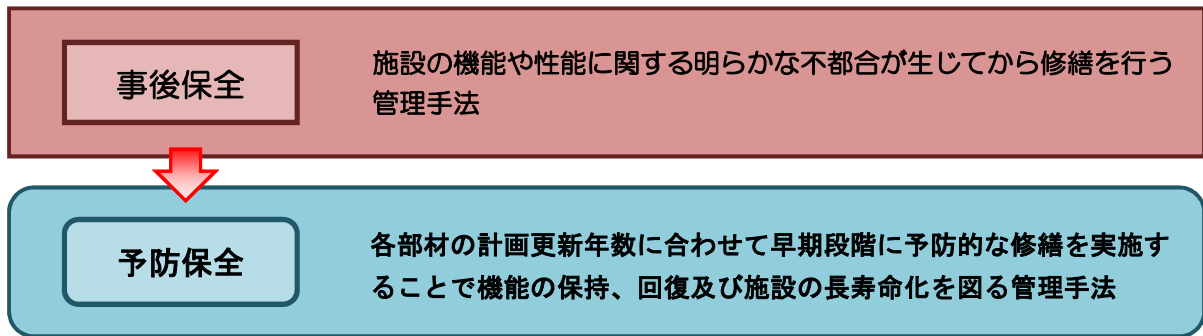 事後保全
施設の機能や性能に関する明らかな不都合が生じてから修繕を行う
管理手法
予防保全
各部材の計画更新年数に合わせて早期段階に予防的な修繕を実施す
ることで機能の保持、回復及び施設の長寿命化を図る管理手法